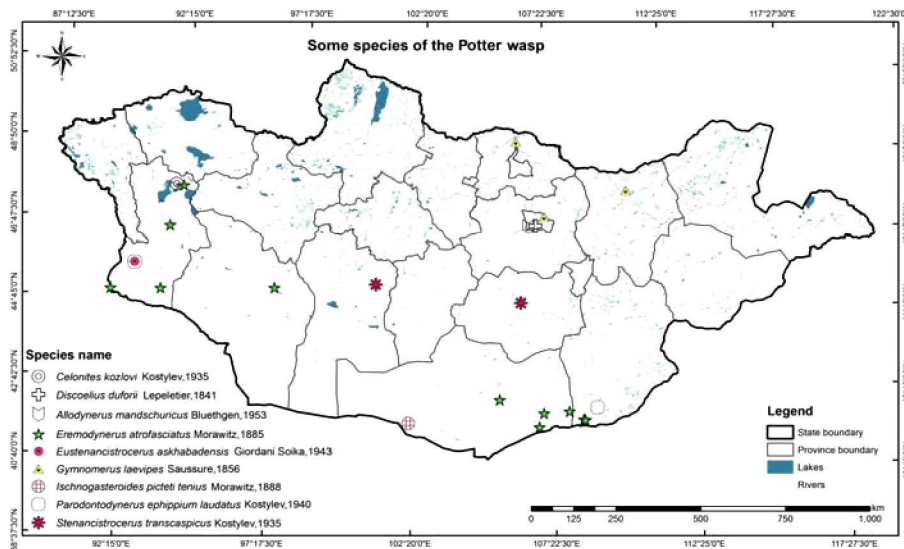 87°12'30"E 92°15'0"E 97°17'30"E 102°20'0"E 107°22'30"E 112°25'0"E 117°27'30"E 122°30'0"E
Some species of the Potter wasp
50°52'30"N
48°50'0"N
46°47'30"N
44°45'0"N
42°42'30"N
40°40'0"N
38°37'30"N
Species name
Celonites kozlovi Kostylev,1935
Discoelius duforii Lepeletier,1841
Allodynerus mandschuricus Bluethgen,1953
Eremodynerus atrofasciatus Morawitz,1885
Eustenancistrocerus askhabadensis Giordani Soika,1943
Gymnomerus laevipes Saussure,1856
Ischnogasteroides picteti tenius Morawitz,1888
Parodontodynerus ephippium laudatus Kostylev,1940
Stenancistrocerus transcaspicus Kostylev,1935
Legend
State boundary
Province boundary
Lakes
Rivers
km
0 125 250 500 750 1,000
92°15'0"E 97°17'30"E 102°20'0"E 107°22'30"E 112°25'0"E 117°27'30"E